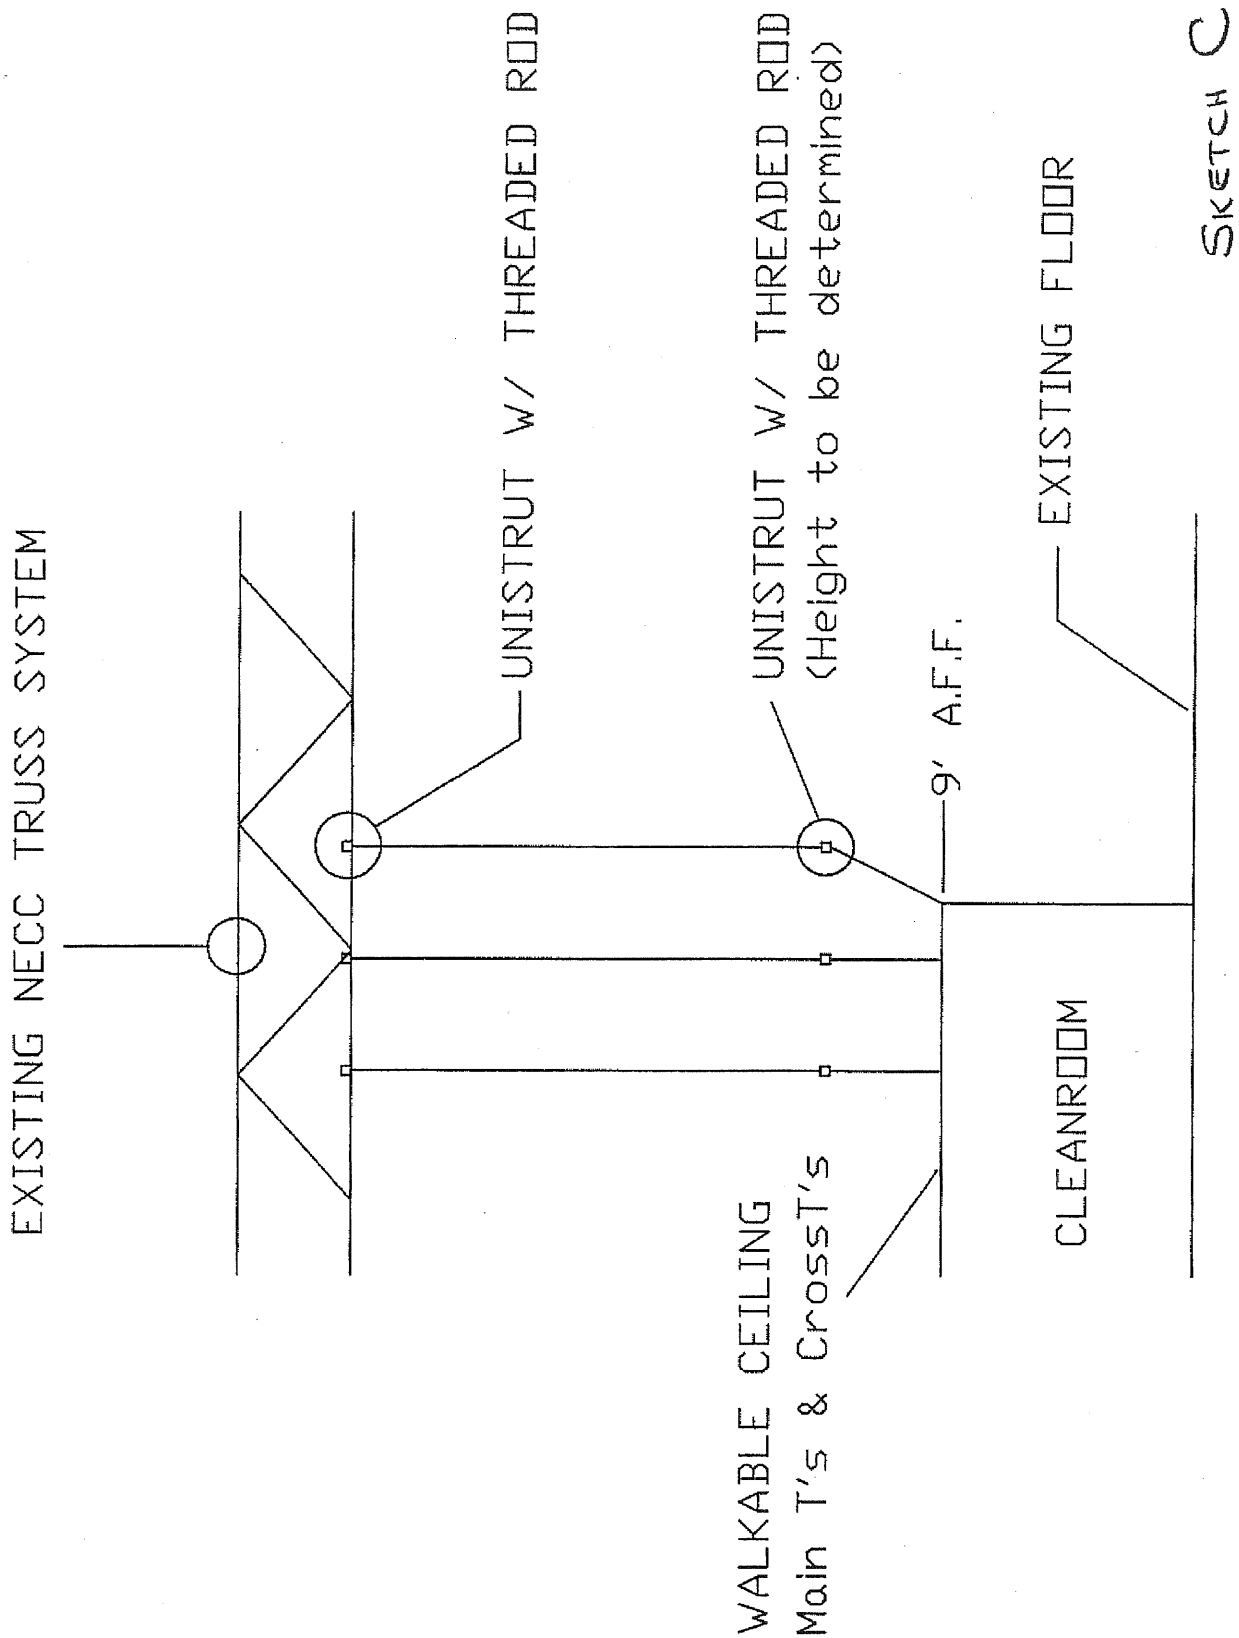 EXISTING NECC TRUSS SYSTEM
UNISTRUT W/ THREADED ROD
UNISTRUT W/ THREADED ROD
(Height to be determined)
WALKABLE CEILING
Main T's & CrossT's
9' A.F.F.
CLEANROOM
EXISTING FLOOR
SKETCH C